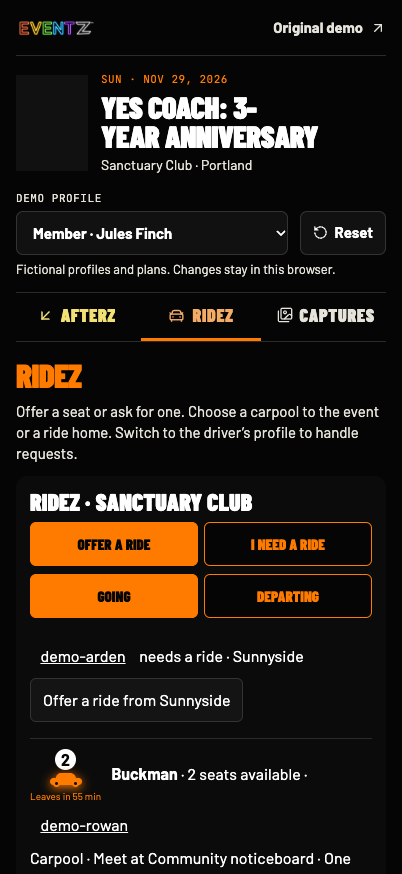 EVENTZ
Original demo
SUN · NOV 29, 2026
YES COACH: 3-
YEAR ANNIVERSARY
Sanctuary Club · Portland
DEMO PROFILE
Member · Jules Finch
Reset
Fictional profiles and plans. Changes stay in this browser.
AFTERZ
RIDEZ
CAPTURES
RIDEZ
Offer a seat or ask for one. Choose a carpool to the event
or a ride home. Switch to the driver's profile to handle
requests.
RIDEZ · SANCTUARY CLUB
OFFER A RIDE
I NEED A RIDE
GOING
DEPARTING
demo-arden needs a ride · Sunnyside
Offer a ride from Sunnyside
2
Buckman · 2 seats available ·
Leaves in 55 min
demo-rowan
Carpool · Meet at Community noticeboard · One